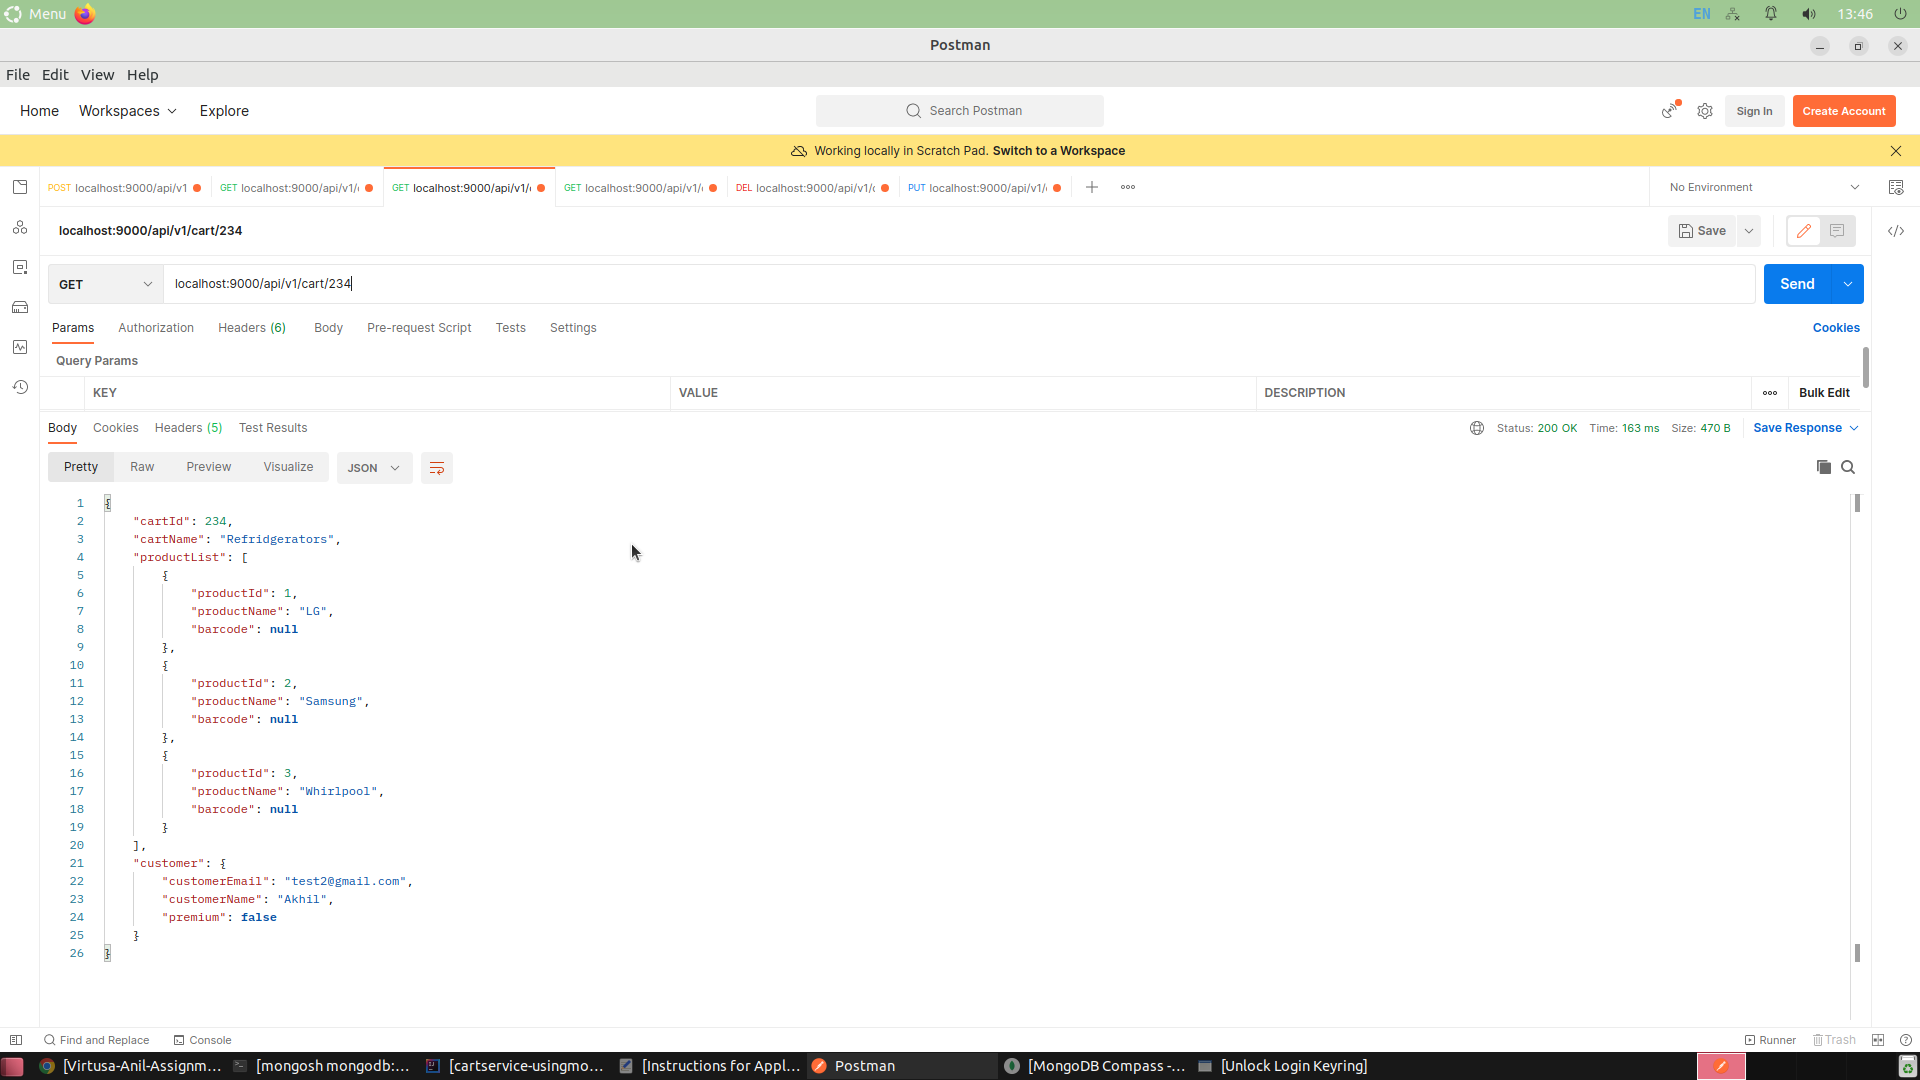 Menu EN 13:46
Postman
File Edit View Help
Home Workspaces Explore Search Postman Sign In Create Account
Working locally in Scratch Pad. Switch to a Workspace
POST localhost:9000/api/v1 GET localhost:9000/api/v1/ GET localhost:9000/api/v1/ GET localhost:9000/api/v1/ DEL localhost:9000/api/v1/ PUT localhost:9000/api/v1/ No Environment
localhost:9000/api/v1/cart/234 Save
GET localhost:9000/api/v1/cart/234 Send
Params Authorization Headers (6) Body Pre-request Script Tests Settings Cookies
Query Params
KEY VALUE DESCRIPTION Bulk Edit
Body Cookies Headers (5) Test Results Status: 200 OK Time: 163 ms Size: 470 B Save Response
Pretty Raw Preview Visualize JSON
1 {
2 "cartId": 234,
3 "cartName": "Refridgerators",
4 "productList": [
5 {
6 "productId": 1,
7 "productName": "LG",
8 "barcode": null
9 },
10 {
11 "productId": 2,
12 "productName": "Samsung",
13 "barcode": null
14 },
15 {
16 "productId": 3,
17 "productName": "Whirlpool",
18 "barcode": null
19 }
20 ],
21 "customer": {
22 "customerEmail": "test2@gmail.com",
23 "customerName": "Akhil",
24 "premium": false
25 }
26 }
Find and Replace Console Runner Trash
[Virtusa-Anil-Assignm... [mongosh mongodb:... [cartservice-usingmo... [Instructions for Appl... Postman [MongoDB Compass -... [Unlock Login Keyring]